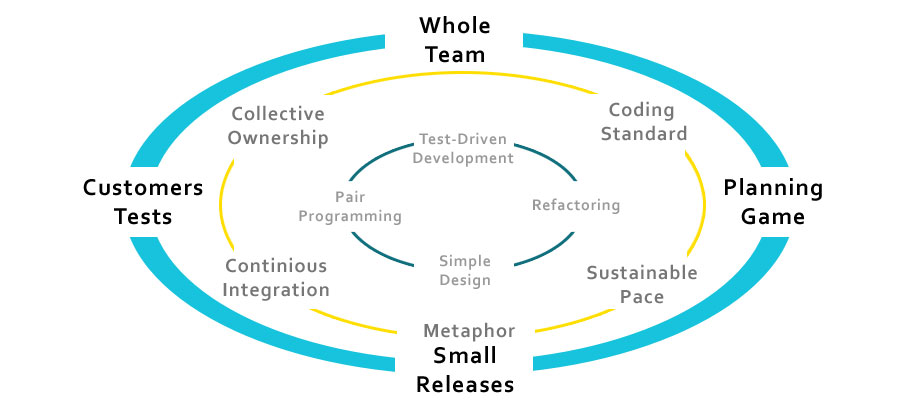 Whole
Team
Collective
Ownership
Coding
Standard
Test-Driven
Development
Customers
Tests
Pair
Programming
Refactoring
Planning
Game
Continious
Integration
Simple
Design
Sustainable
Pace
Metaphor
Small
Releases